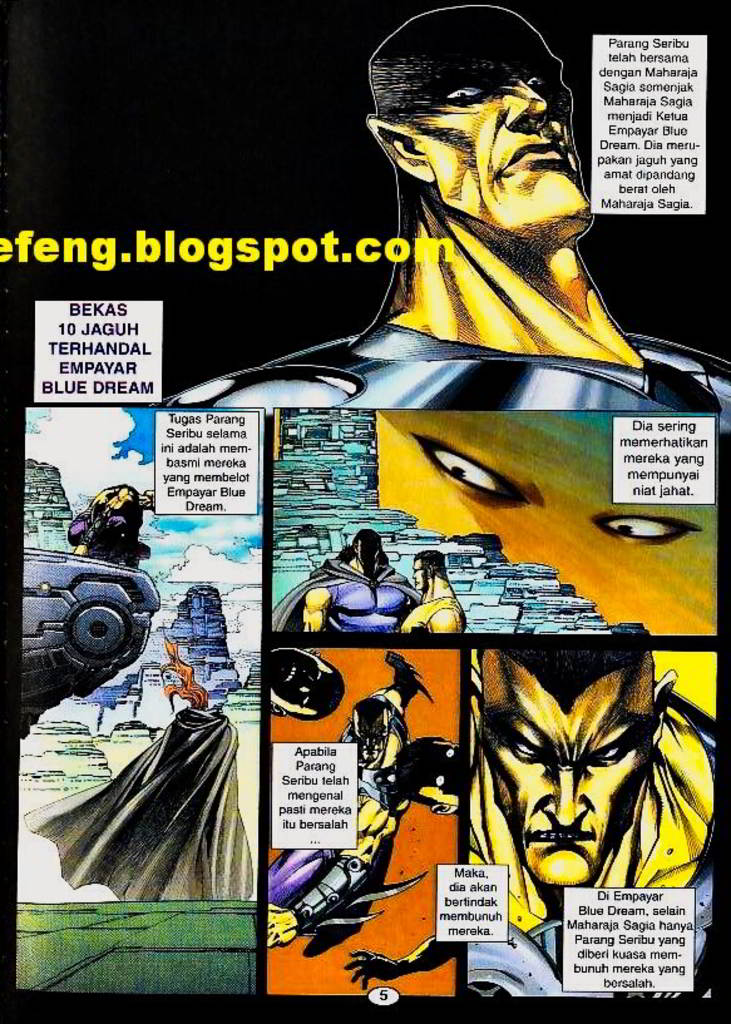 Parang Seribu
telah bersama
dengan Maharaja
Sagia semenjak
Maharaja Sagia
menjadi Ketua
Empayar Blue
Dream. Dia meru-
pakan jaguh yang
amat dipandang
berat oleh
Maharaja Sagia.
efeng.blogspot.com
BEKAS
10 JAGUH
TERHANDAL
EMPAYAR
BLUE DREAM
Tugas Parang
Seribu selama
ini adalah mem-
basmi mereka
yang membelot
Empayar Blue
Dream.
Dia sering
memerhatikan
mereka yang
mempunyai
niat jahat.
Apabila
Parang
Seribu telah
mengenal
pasti mereka
itu bersalah
...
Maka,
dia akan
bertindak
membunuh
mereka.
Di Empayar
Blue Dream, selain
Maharaja Sagia hanya
Parang Seribu yang
diberi kuasa mem-
bunuh mereka yang
bersalah.
5